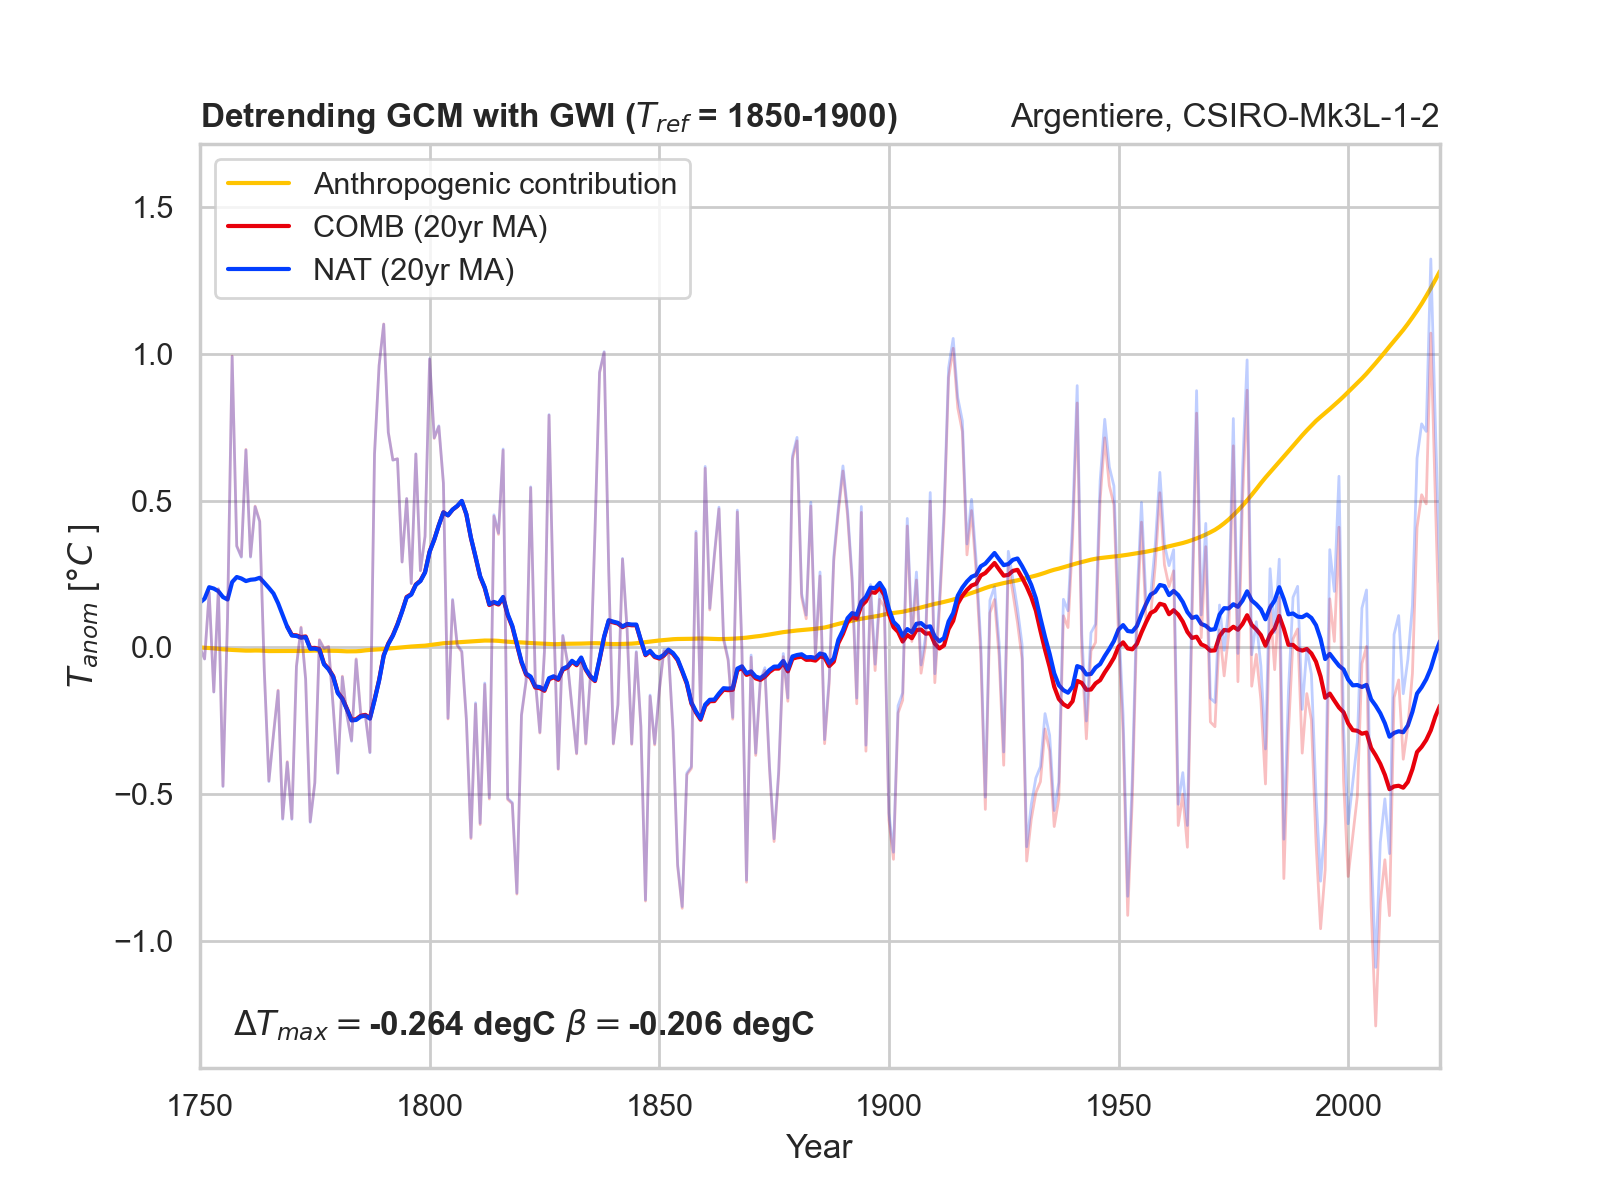 Detrending GCM with GWI (T_ref = 1850-1900)
Argentiere, CSIRO-Mk3L-1-2
Anthropogenic contribution
COMB (20yr MA)
NAT (20yr MA)
1.5
1.0
0.5
0.0
−0.5
−1.0
T_anom [°C ]
ΔT_max = -0.264 degC β = -0.206 degC
1750 1800 1850 1900 1950 2000
Year